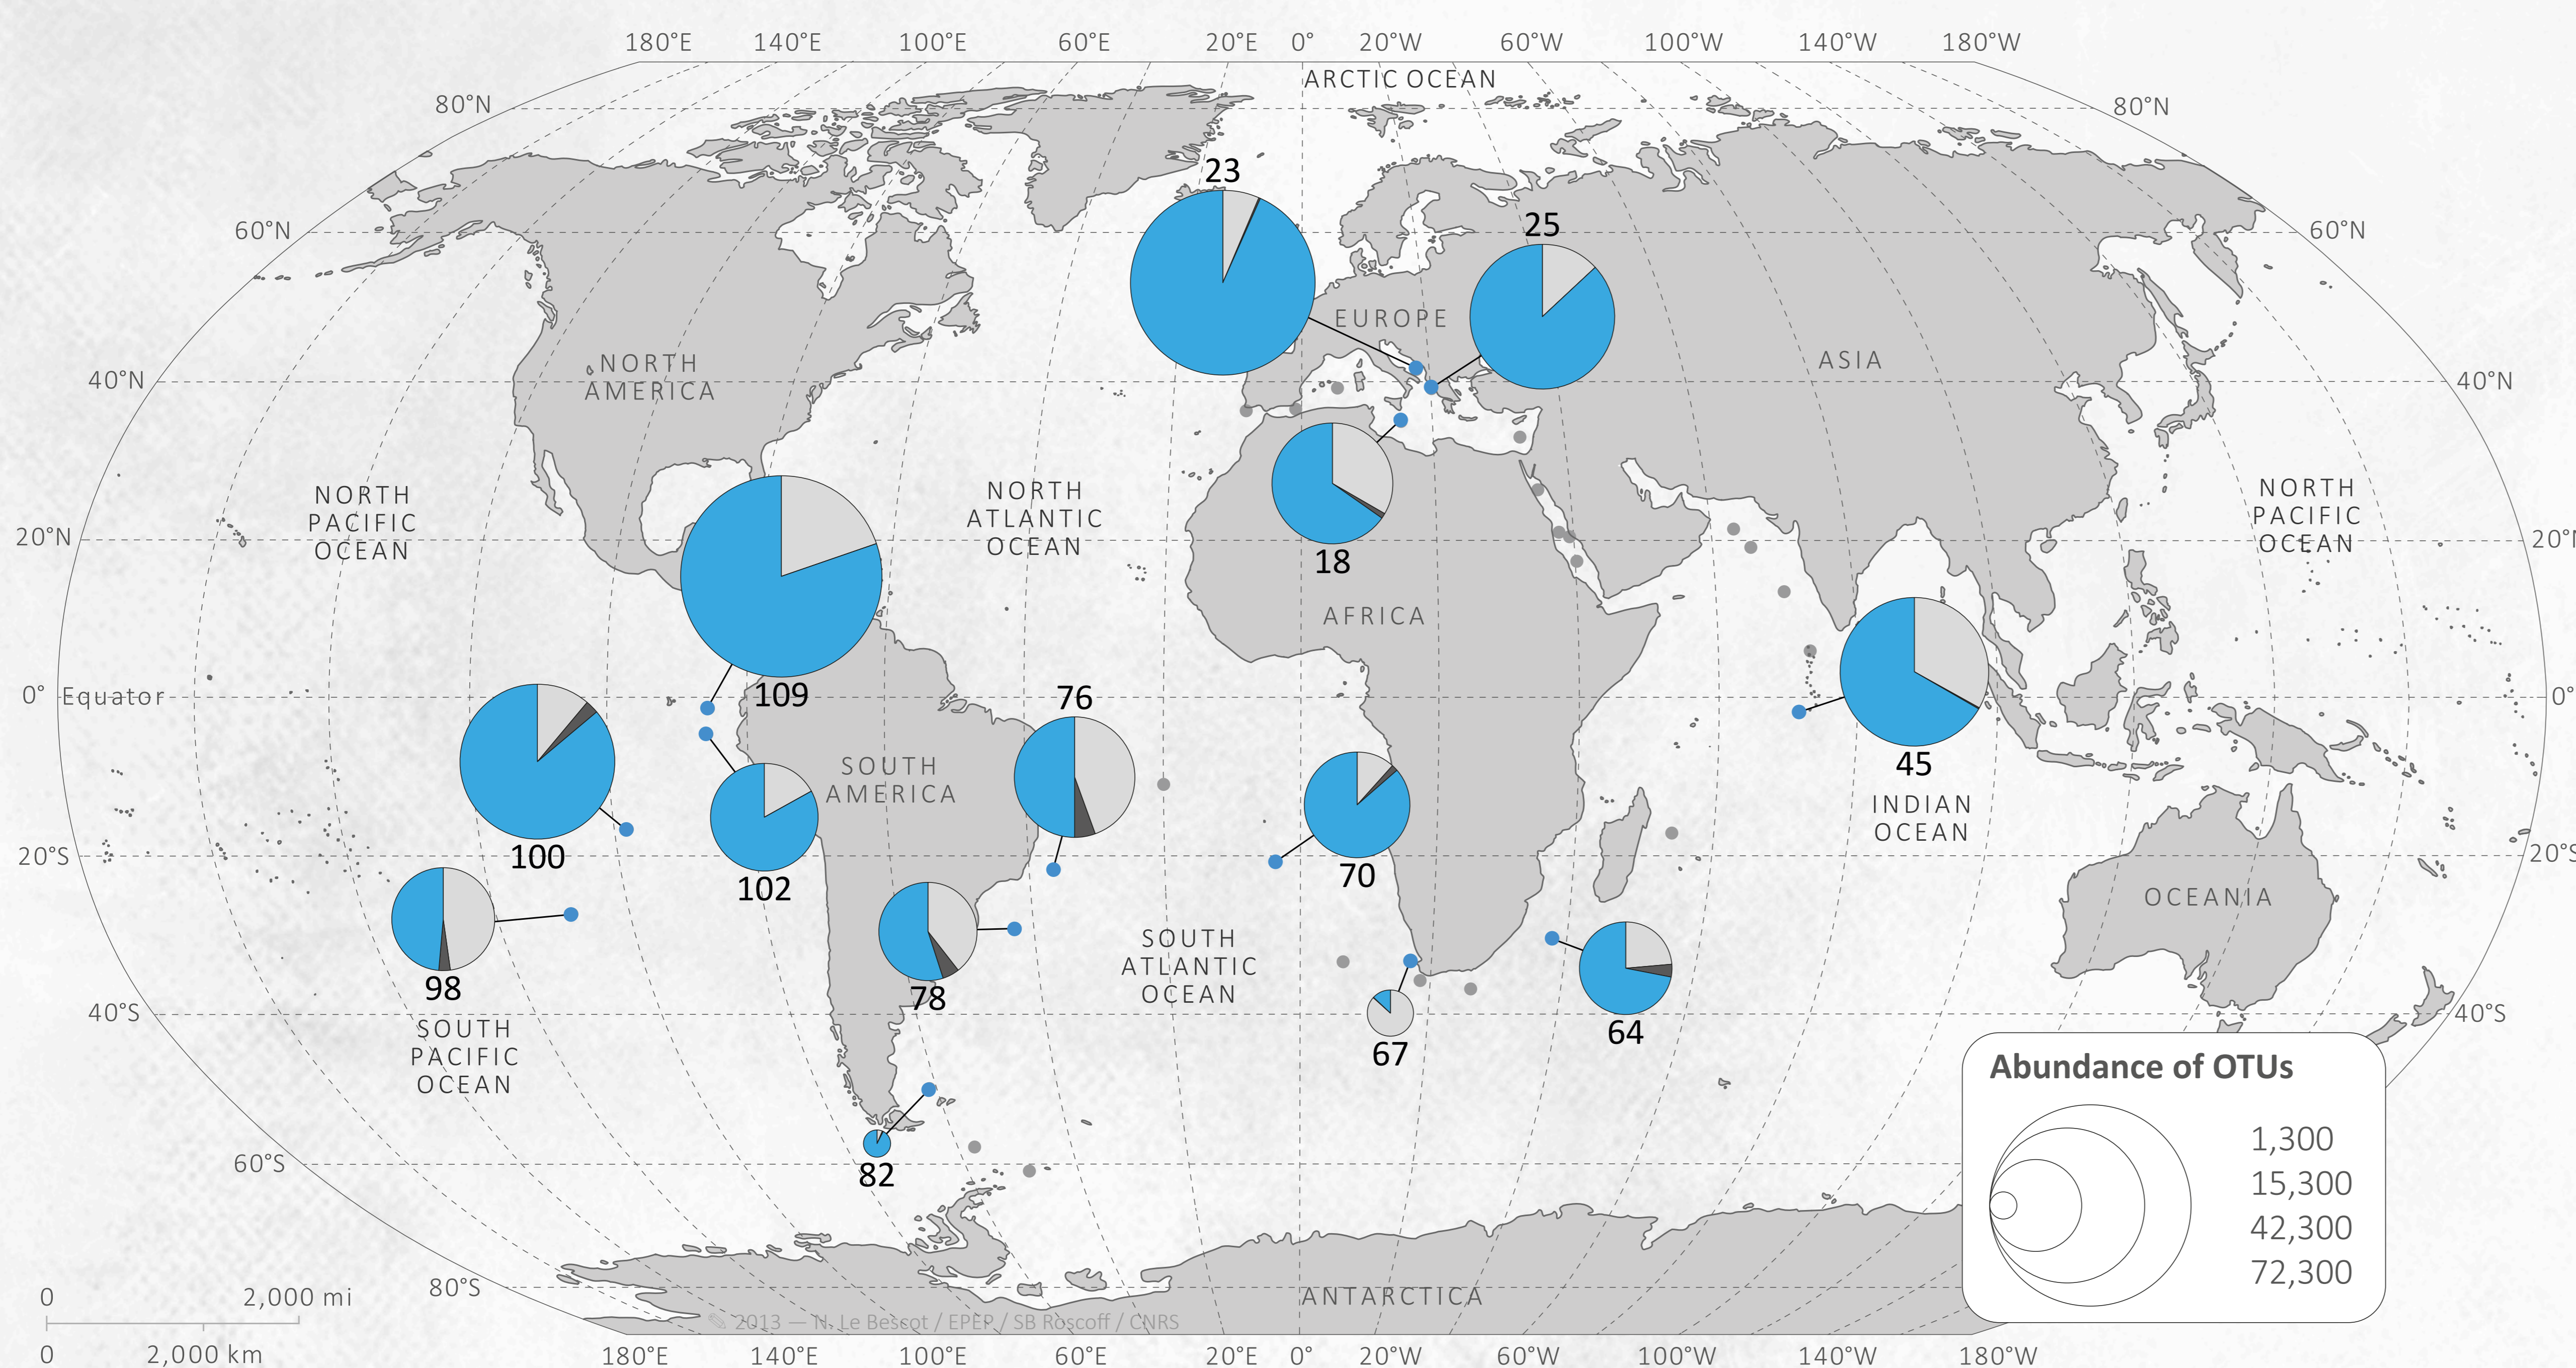 180°E 140°E 100°E 60°E 20°E 0° 20°W 60°W 100°W 140°W 180°W
ARCTIC OCEAN
80°N 80°N
23
25
60°N 60°N
EUROPE
NORTH
AMERICA
ASIA
40°N 40°N
NORTH
PACIFIC
OCEAN
NORTH
ATLANTIC
OCEAN
NORTH
PACIFIC
OCEAN
20°N 20°N
18
AFRICA
109
76
0° Equator 0°
45
SOUTH
AMERICA
INDIAN
OCEAN
100
102
70
20°S 20°S
OCEANIA
98
78
SOUTH
ATLANTIC
OCEAN
67
64
40°S 40°S
SOUTH
PACIFIC
OCEAN
82
60°S
Abundance of OTUs
1,300
15,300
42,300
72,300
80°S
ANTARCTICA
0 2,000 mi
0 2,000 km
✎ 2013 — N. Le Bescot / EPEP / SB Roscoff / CNRS
180°E 140°E 100°E 60°E 20°E 0° 20°W 60°W 100°W 140°W 180°W